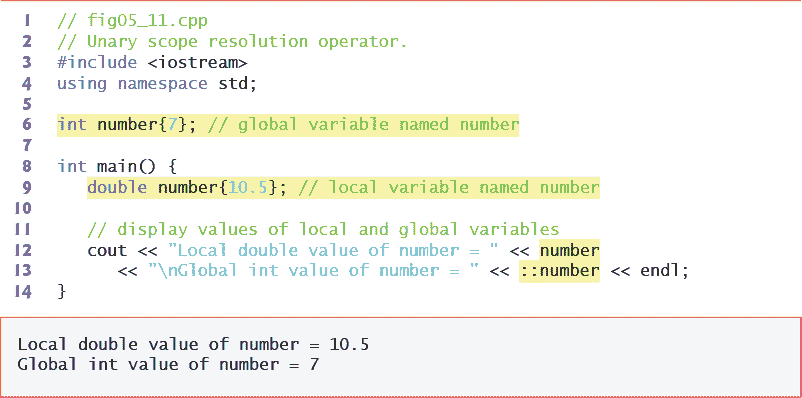 1 // fig05_11.cpp
2 // Unary scope resolution operator.
3 #include <iostream>
4 using namespace std;
5
6 int number{7}; // global variable named number
7
8 int main() {
9 double number{10.5}; // local variable named number
10
11 // display values of local and global variables
12 cout << "Local double value of number = " << number
13 << "\nGlobal int value of number = " << ::number << endl;
14 }
Local double value of number = 10.5
Global int value of number = 7